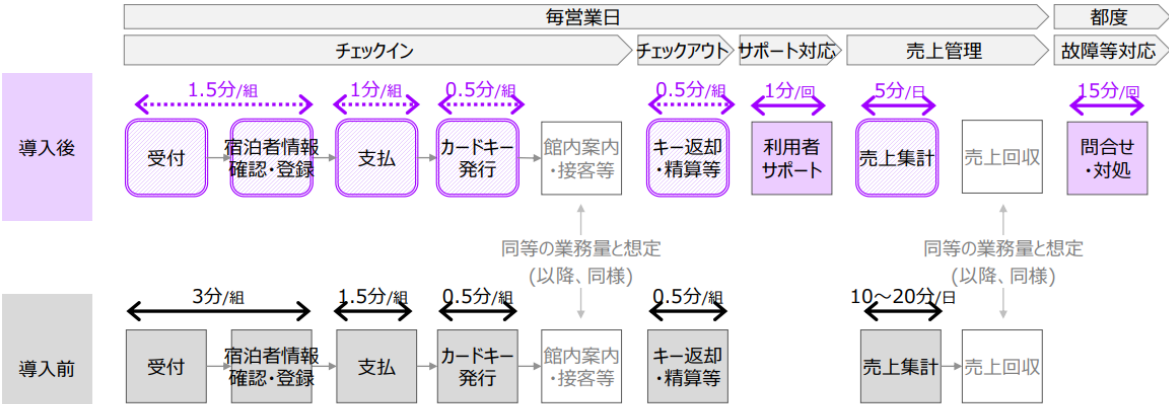 毎営業日
都度
チェックイン
チェックアウト
サポート対応
売上管理
故障等対応
導入後
1.5分/組
1分/組
0.5分/組
0.5分/組
1分/回
5分/日
15分/回
受付
宿泊者情報
確認・登録
支払
カードキー
発行
館内案内
・接客等
キー返却
・精算等
利用者
サポート
売上集計
売上回収
問合せ
・対処
同等の業務量と想定
(以降、同様)
同等の業務量と想定
(以降、同様)
導入前
3分/組
1.5分/組
0.5分/組
0.5分/組
10～20分/日
受付
宿泊者情報
確認・登録
支払
カードキー
発行
館内案内
・接客等
キー返却
・精算等
売上集計
売上回収